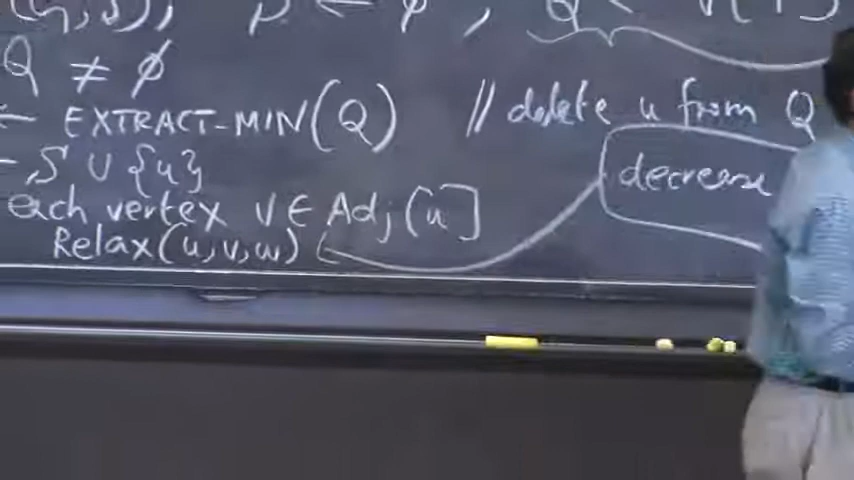 Q ≠ ∅
← EXTRACT-MIN(Q) // delete u from Q
S ∪ {u}
decrease
each vertex v ∈ Adj[u]
Relax(u,v,w)